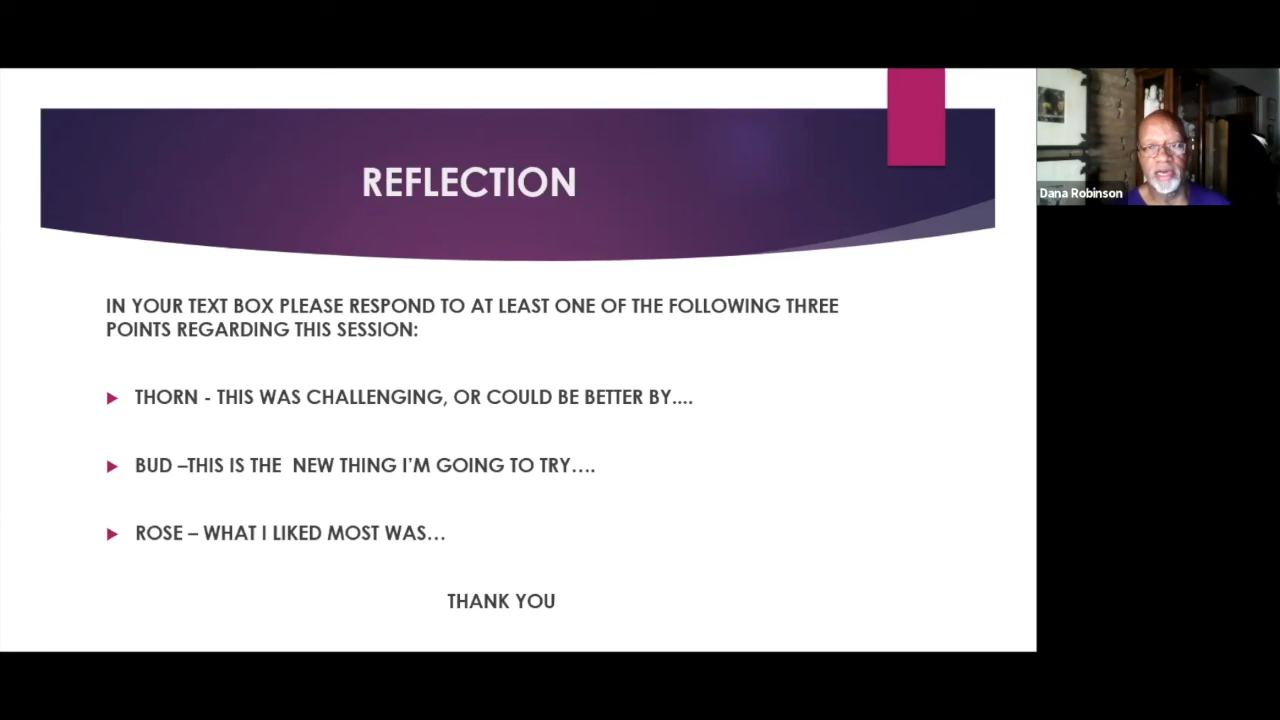 REFLECTION
IN YOUR TEXT BOX PLEASE RESPOND TO AT LEAST ONE OF THE FOLLOWING THREE
POINTS REGARDING THIS SESSION:
THORN - THIS WAS CHALLENGING, OR COULD BE BETTER BY....
BUD –THIS IS THE  NEW THING I’M GOING TO TRY….
ROSE – WHAT I LIKED MOST WAS…
THANK YOU
Dana Robinson